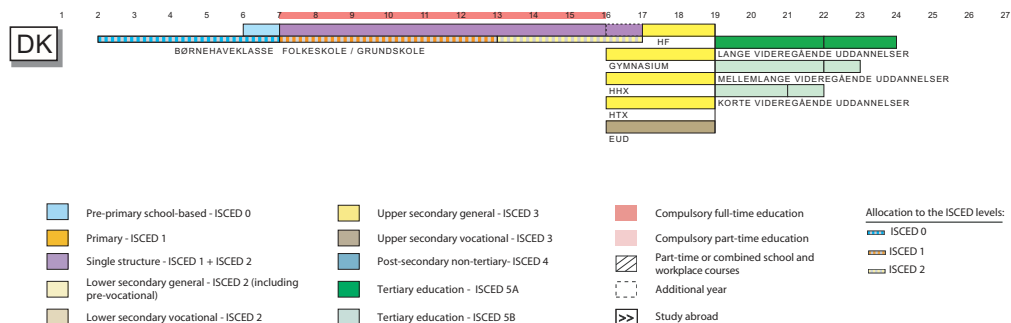 1 2 3 4 5 6 7 8 9 10 11 12 13 14 15 16 17 18 19 20 21 22 23 24 25 26 27
DK
HF
BØRNEHAVEKLASSE FOLKESKOLE / GRUNDSKOLE
LANGE VIDEREGÅENDE UDDANNELSER
GYMNASIUM
MELLEMLANGE VIDEREGÅENDE UDDANNELSER
HHX
KORTE VIDEREGÅENDE UDDANNELSER
HTX
EUD
Pre-primary school-based - ISCED 0
Primary - ISCED 1
Single structure - ISCED 1 + ISCED 2
Lower secondary general - ISCED 2 (including
pre-vocational)
Lower secondary vocational - ISCED 2
Upper secondary general - ISCED 3
Upper secondary vocational - ISCED 3
Post-secondary non-tertiary- ISCED 4
Tertiary education - ISCED 5A
Tertiary education - ISCED 5B
Compulsory full-time education
Compulsory part-time education
Part-time or combined school and
workplace courses
Additional year
>> Study abroad
Allocation to the ISCED levels:
ISCED 0
ISCED 1
ISCED 2